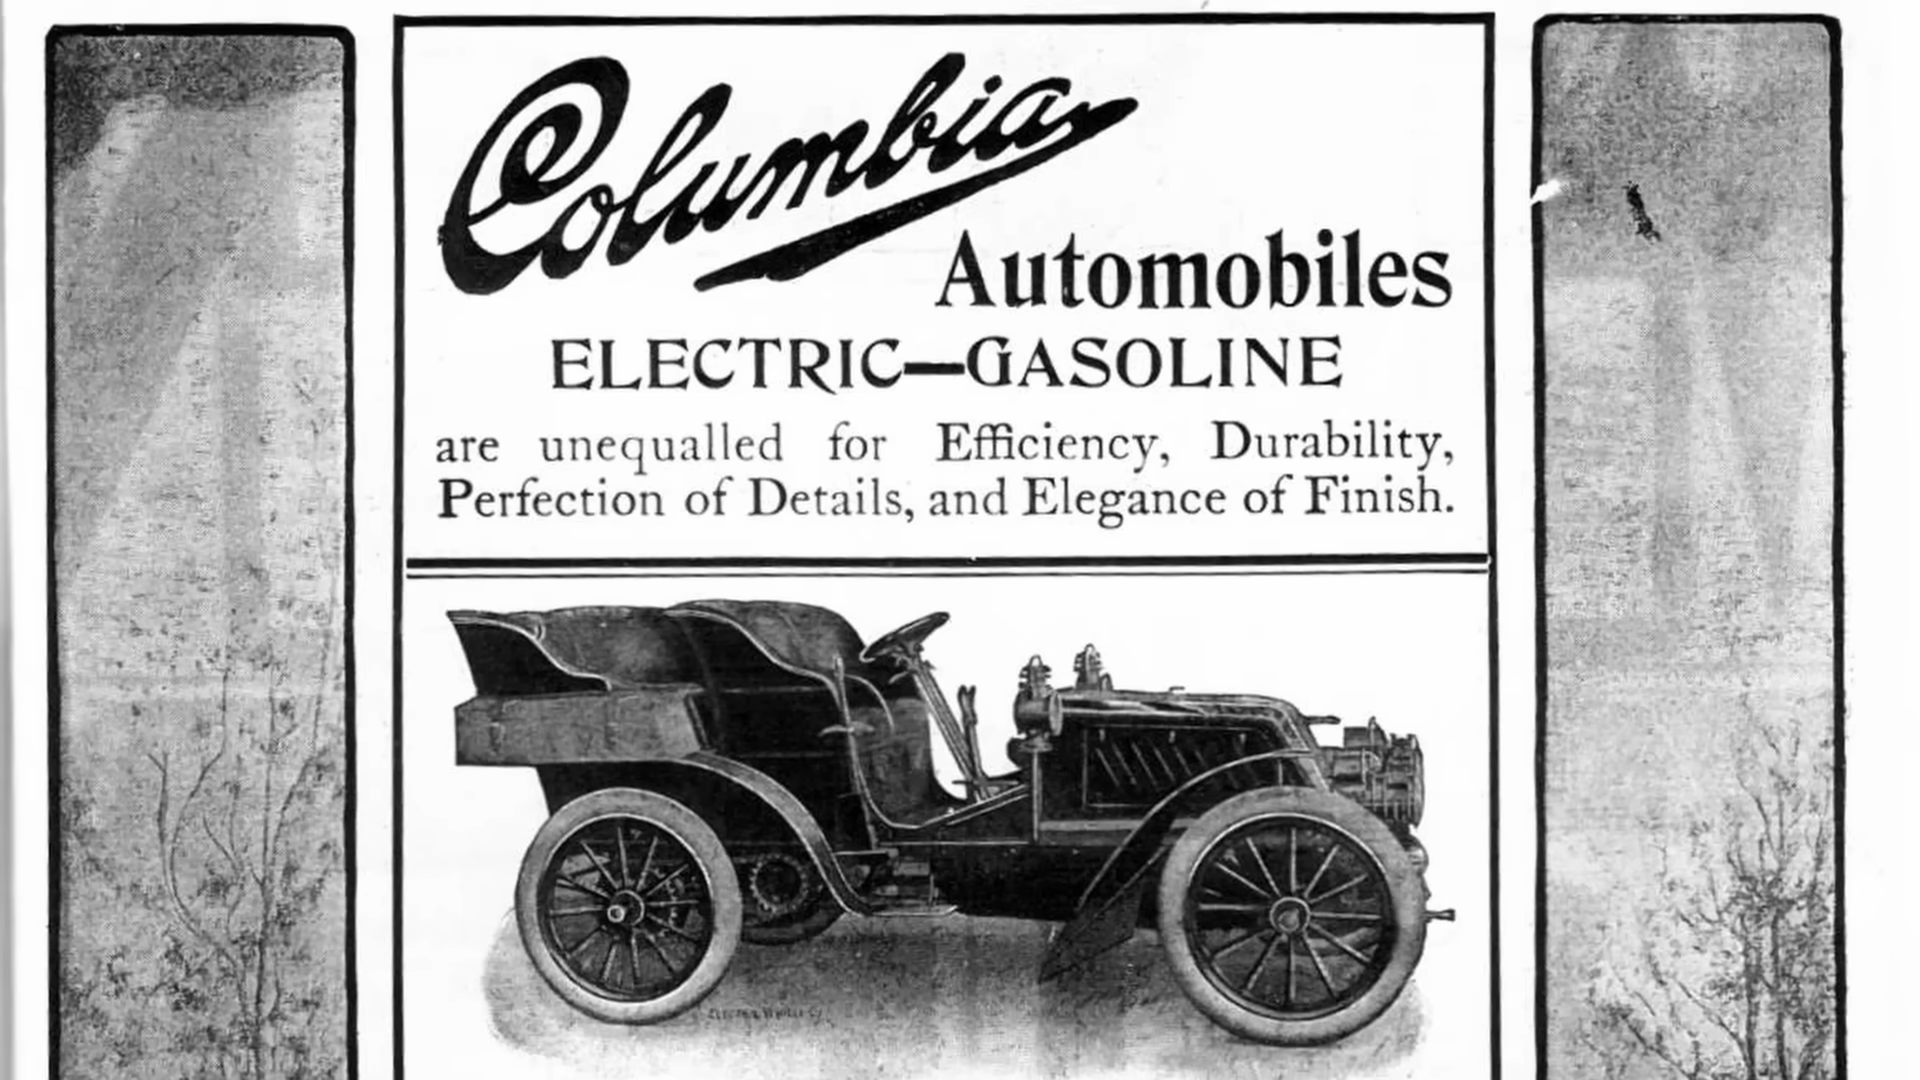 Columbia
Automobiles
ELECTRIC—GASOLINE
are unequalled for Efficiency, Durability,
Perfection of Details, and Elegance of Finish.